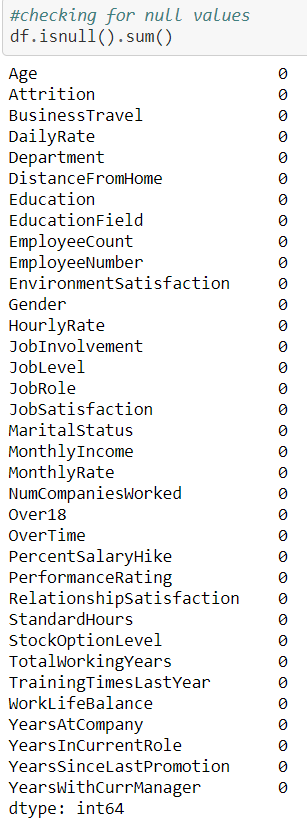 #checking for null values
df.isnull().sum()
Age 0
Attrition 0
BusinessTravel 0
DailyRate 0
Department 0
DistanceFromHome 0
Education 0
EducationField 0
EmployeeCount 0
EmployeeNumber 0
EnvironmentSatisfaction 0
Gender 0
HourlyRate 0
JobInvolvement 0
JobLevel 0
JobRole 0
JobSatisfaction 0
MaritalStatus 0
MonthlyIncome 0
MonthlyRate 0
NumCompaniesWorked 0
Over18 0
OverTime 0
PercentSalaryHike 0
PerformanceRating 0
RelationshipSatisfaction 0
StandardHours 0
StockOptionLevel 0
TotalWorkingYears 0
TrainingTimesLastYear 0
WorkLifeBalance 0
YearsAtCompany 0
YearsInCurrentRole 0
YearsSinceLastPromotion 0
YearsWithCurrManager 0
dtype: int64